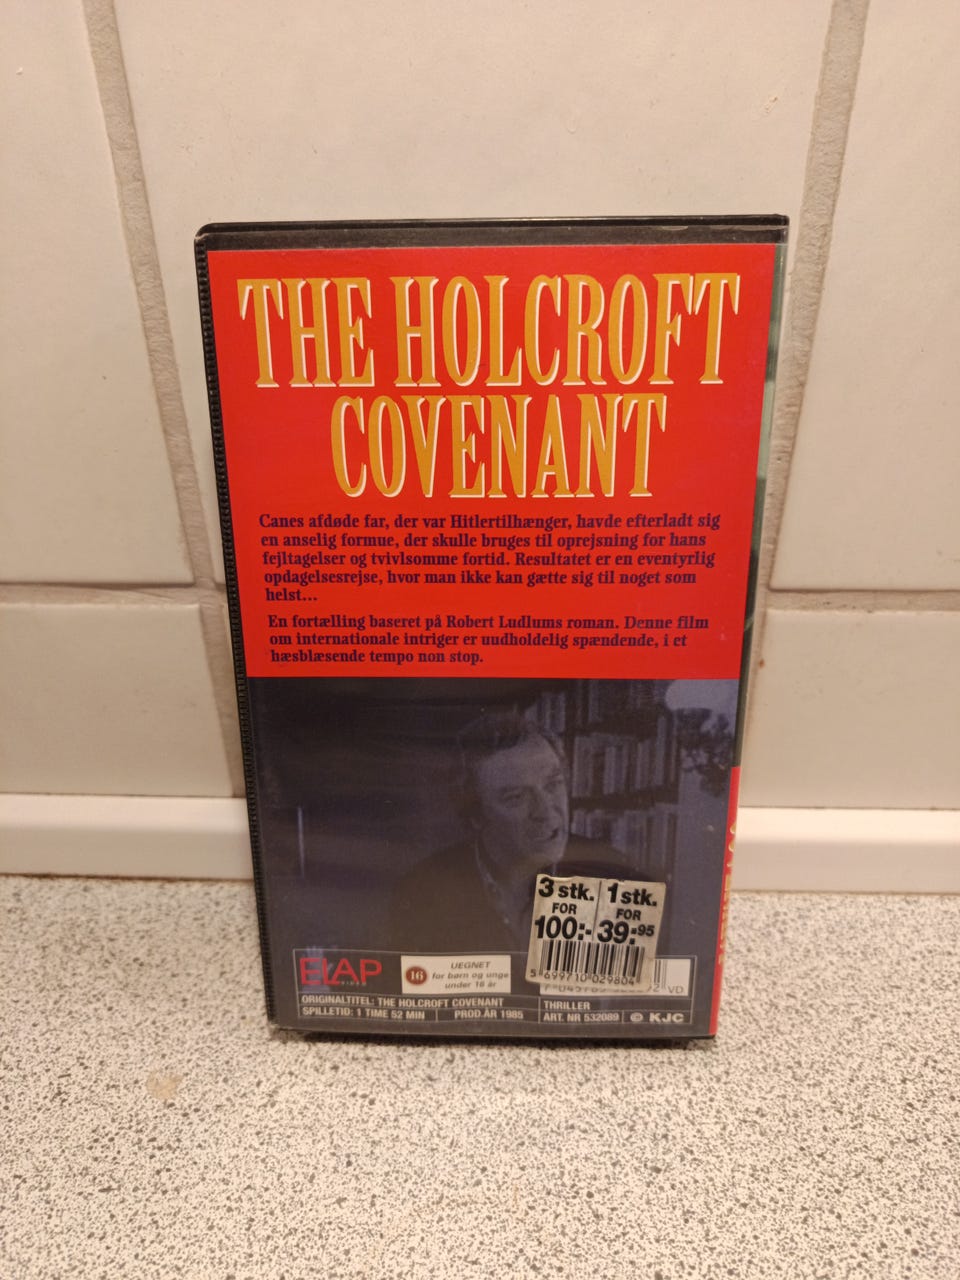 THE HOLCROFT
COVENANT
Canes afdøde far, der var Hitlertilhænger, havde efterladt sig
en anselig formue, der skulle bruges til oprejsning for hans
fejltagelser og tvivlsomme fortid. Resultatet er en eventyrlig
opdagelsesrejse, hvor man ikke kan gætte sig til noget som
helst...
En fortælling baseret på Robert Ludlums roman. Denne film
om internationale intriger er uudholdelig spændende, i et
hæsblæsende tempo non stop.
3 stk. 1 stk.
FOR FOR
100:- 39.95
5 699710 029804
ELAP
VIDEO
16
UEGNET
for børn og unge
under 16 år
VD
ORIGINALTITEL: THE HOLCROFT COVENANT THRILLER
SPILLETID: 1 TIME 52 MIN PROD.ÅR 1985 ART. NR 532089 © KJC